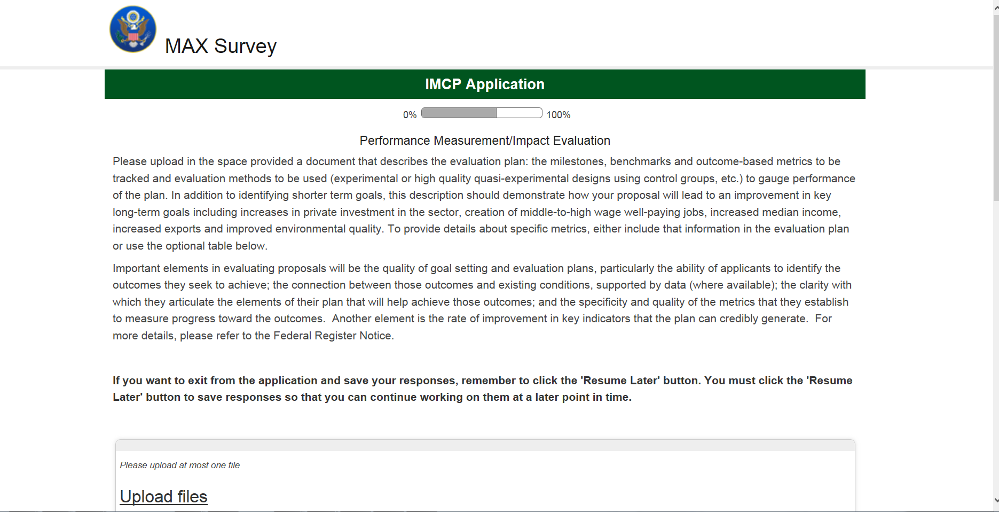 MAX Survey
IMCP Application
0% 100%
Performance Measurement/Impact Evaluation
Please upload in the space provided a document that describes the evaluation plan: the milestones, benchmarks and outcome-based metrics to be
tracked and evaluation methods to be used (experimental or high quality quasi-experimental designs using control groups, etc.) to gauge performance
of the plan. In addition to identifying shorter term goals, this description should demonstrate how your proposal will lead to an improvement in key
long-term goals including increases in private investment in the sector, creation of middle-to-high wage well-paying jobs, increased median income,
increased exports and improved environmental quality. To provide details about specific metrics, either include that information in the evaluation plan
or use the optional table below.
Important elements in evaluating proposals will be the quality of goal setting and evaluation plans, particularly the ability of applicants to identify the
outcomes they seek to achieve; the connection between those outcomes and existing conditions, supported by data (where available); the clarity with
which they articulate the elements of their plan that will help achieve those outcomes; and the specificity and quality of the metrics that they establish
to measure progress toward the outcomes.  Another element is the rate of improvement in key indicators that the plan can credibly generate.  For
more details, please refer to the Federal Register Notice.
If you want to exit from the application and save your responses, remember to click the 'Resume Later' button. You must click the 'Resume
Later' button to save responses so that you can continue working on them at a later point in time.
Please upload at most one file
Upload files